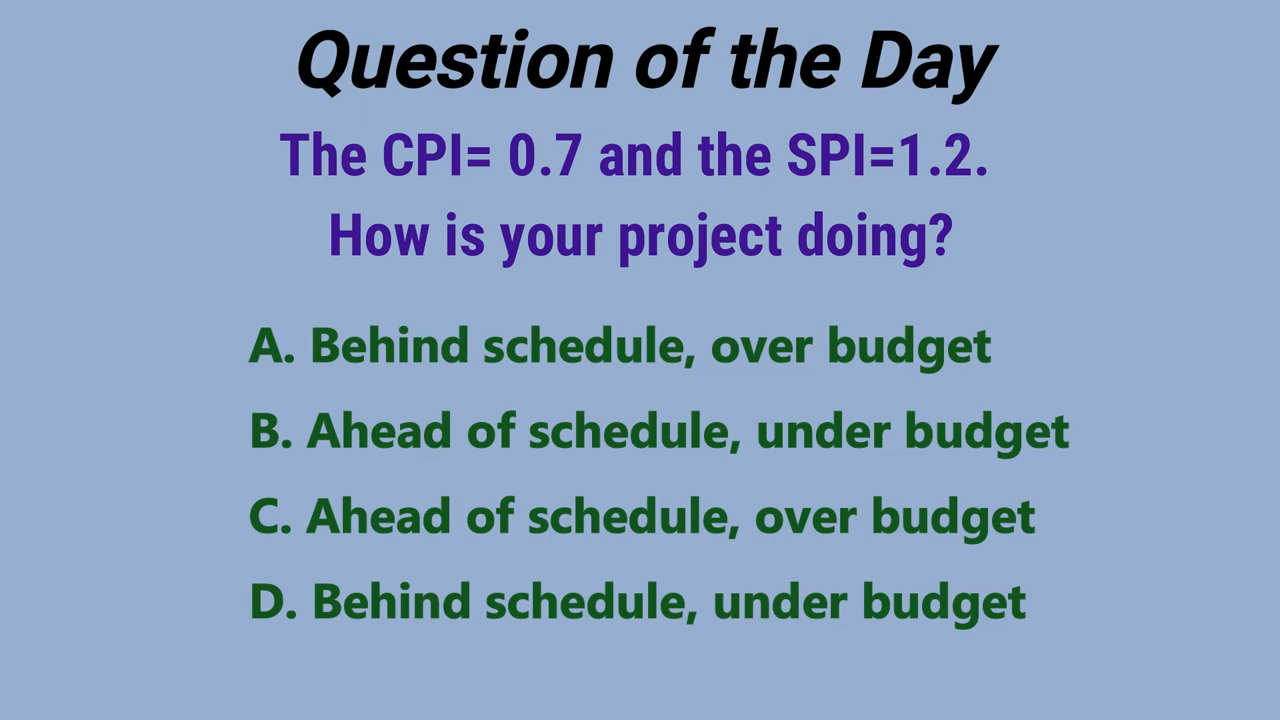 Question of the Day
The CPI= 0.7 and the SPI=1.2.
How is your project doing?
A. Behind schedule, over budget
B. Ahead of schedule, under budget
C. Ahead of schedule, over budget
D. Behind schedule, under budget